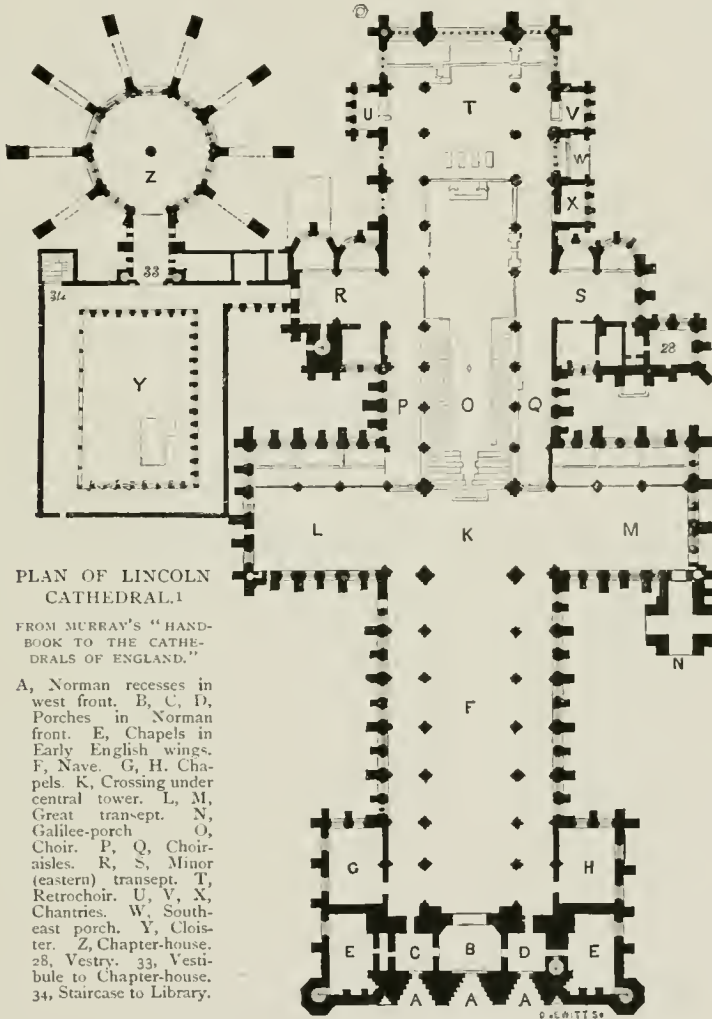 T
U
V
W
X
Z
33
34
R
S
28
Y
P
O
Q
L
K
M
N
PLAN OF LINCOLN
CATHEDRAL.¹
FROM MURRAY'S "HAND-
BOOK TO THE CATHE-
DRALS OF ENGLAND."
A, Norman recesses in
west front. B, C, D,
Porches in Norman
front. E, Chapels in
Early English wings.
F, Nave. G, H. Cha-
pels. K, Crossing under
central tower. L, M,
Great transept. N,
Galilee-porch O,
Choir. P, Q, Choir-
aisles. R, S, Minor
(eastern) transept. T,
Retrochoir. U, V, X,
Chantries. W, South-
east porch. Y, Clois-
ter. Z, Chapter-house.
28, Vestry. 33, Vesti-
bule to Chapter-house.
34, Staircase to Library.
F
G
H
E
C
B
D
E
A
A
A